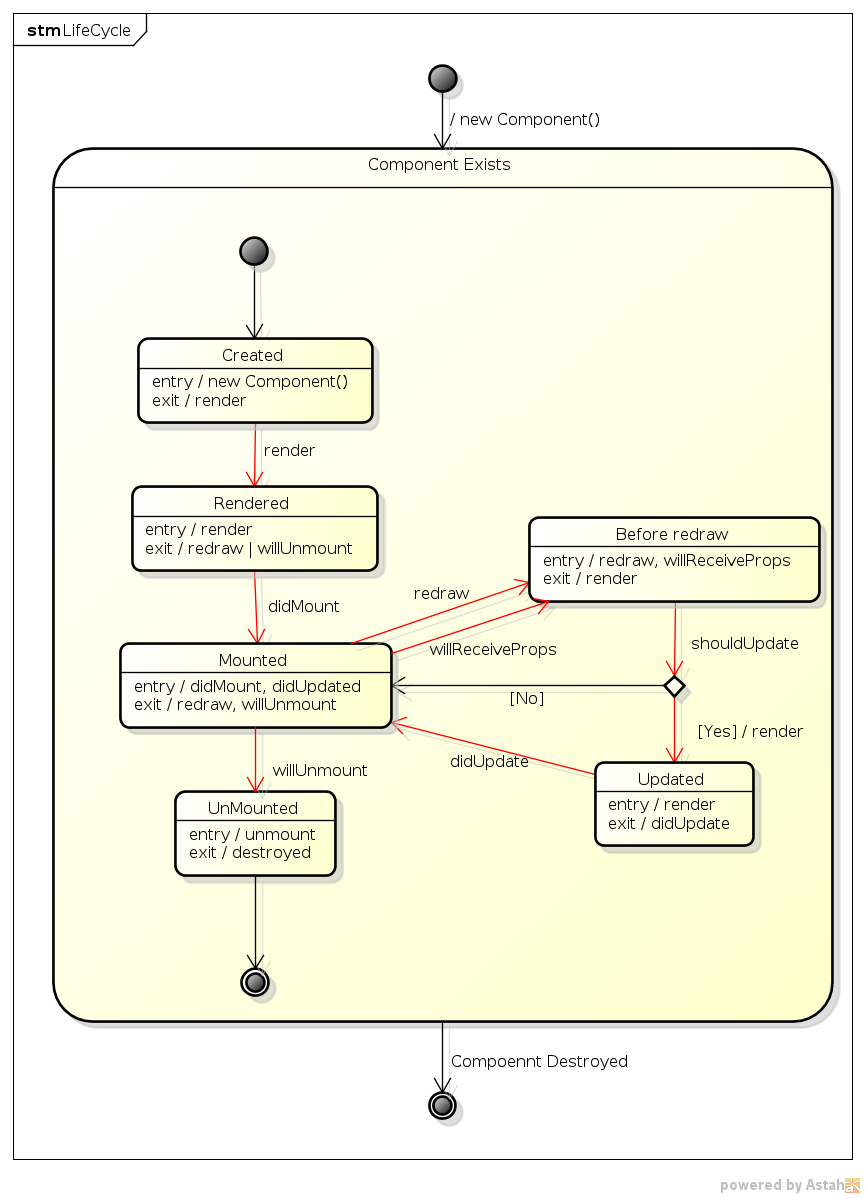 stm LifeCycle
/ new Component()
Component Exists
Created
entry / new Component()
exit / render
render
Rendered
entry / render
exit / redraw | willUnmount
didMount
Before redraw
entry / redraw, willReceiveProps
exit / render
redraw
willReceiveProps
shouldUpdate
Mounted
entry / didMount, didUpdated
exit / redraw, willUnmount
[No]
[Yes] / render
didUpdate
willUnmount
Updated
entry / render
exit / didUpdate
UnMounted
entry / unmount
exit / destroyed
Compoennt Destroyed
powered by Astah